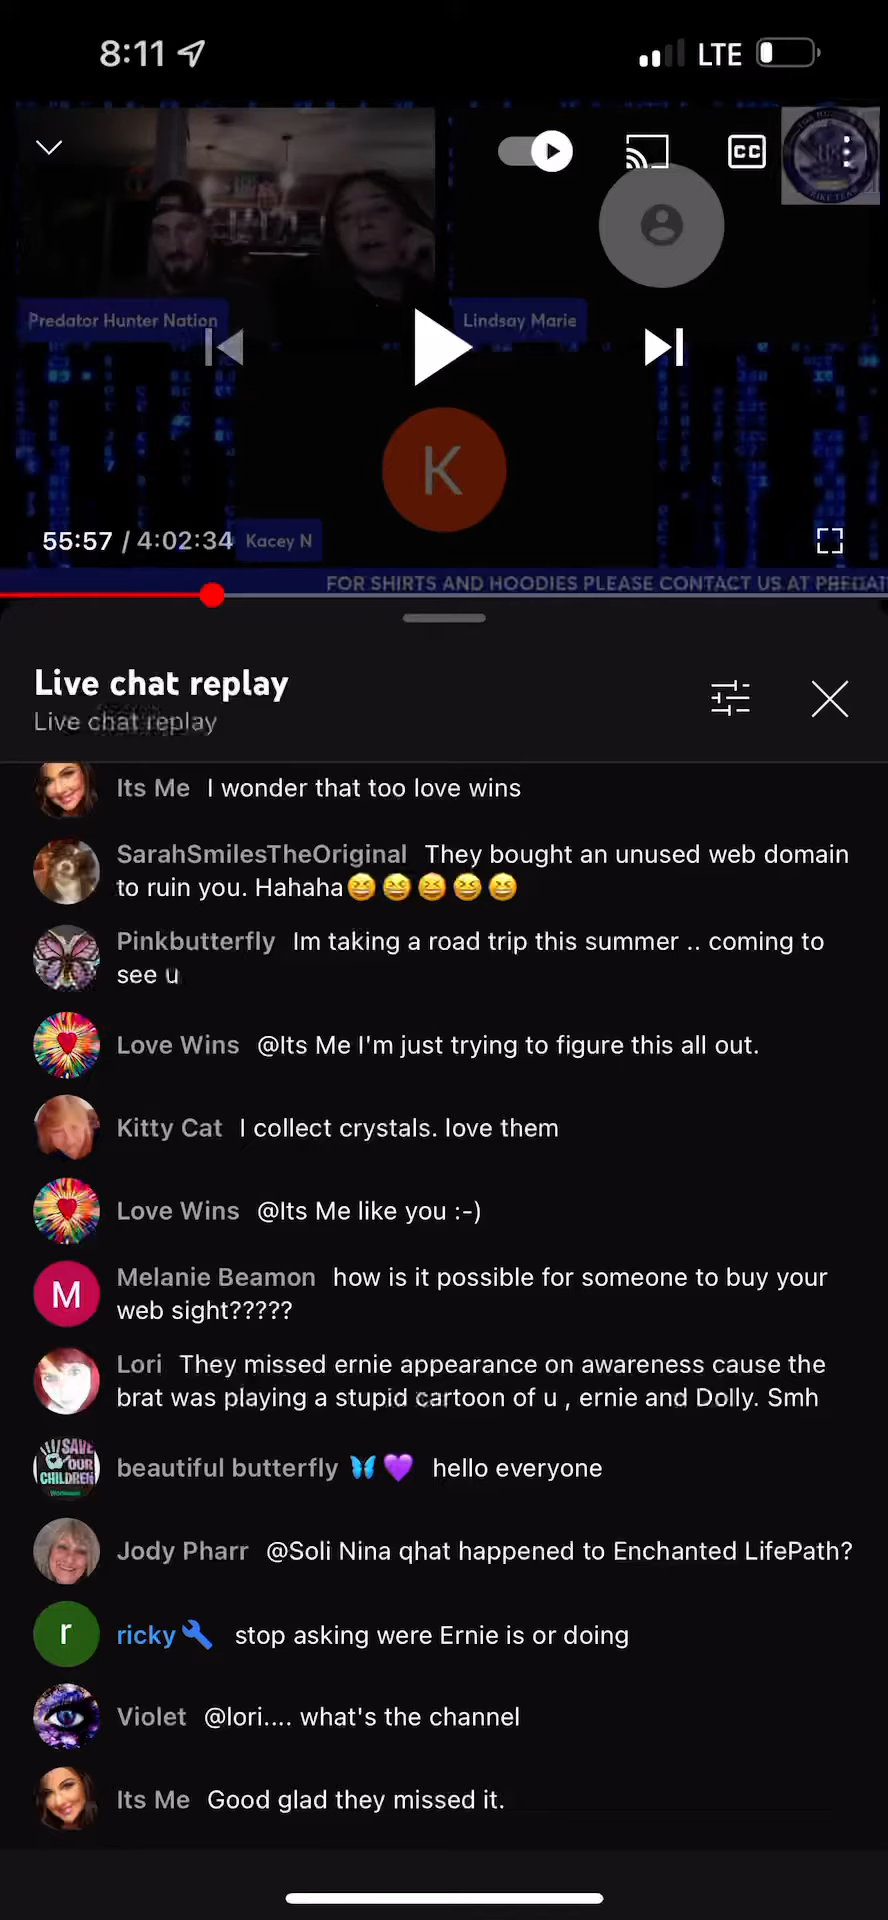 8:11
LTE
CC
Predator Hunter Nation
Lindsay Marie
K
55:57 / 4:02:34
Kacey N
FOR SHIRTS AND HOODIES PLEASE CONTACT US AT
Live chat replay
Live chat replay
Its Me I wonder that too love wins
SarahSmilesTheOriginal They bought an unused web domain
to ruin you. Hahaha😆😆😆😆😆
Pinkbutterfly Im taking a road trip this summer .. coming to
see u
Love Wins @Its Me I'm just trying to figure this all out.
Kitty Cat I collect crystals. love them
Love Wins @Its Me like you :-)
M
Melanie Beamon how is it possible for someone to buy your
web sight?????
Lori They missed ernie appearance on awareness cause the
brat was playing a stupid cartoon of u , ernie and Dolly. Smh
SAVE
OUR
CHILDREN
beautiful butterfly 🦋💜 hello everyone
Jody Pharr @Soli Nina qhat happened to Enchanted LifePath?
r
ricky🔧 stop asking were Ernie is or doing
Violet @lori.... what's the channel
Its Me Good glad they missed it.